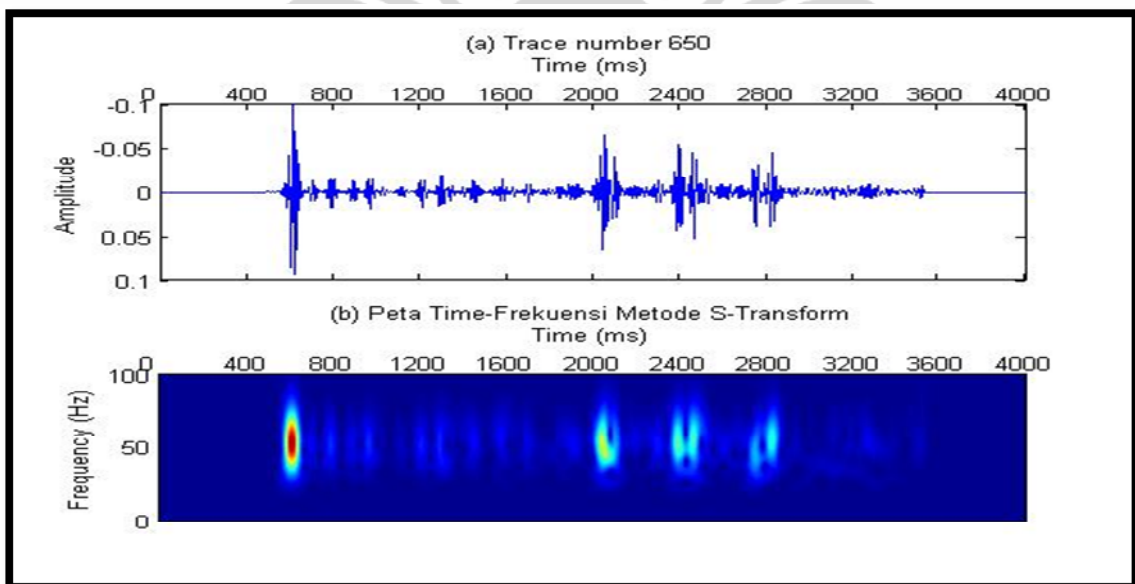 (a) Trace number 650
Time (ms)
0 400 800 1200 1600 2000 2400 2800 3200 3600 4000
-0.1
-0.05
0
0.05
0.1
Amplitude
(b) Peta Time-Frekuensi Metode S-Transform
Time (ms)
0 400 800 1200 1600 2000 2400 2800 3200 3600 4000
100
50
0
Frequency (Hz)